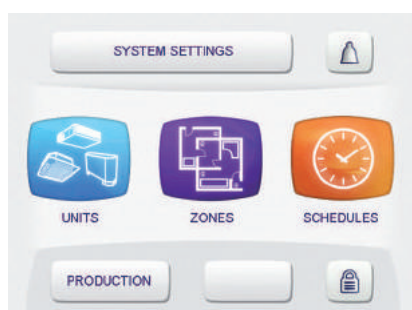 SYSTEM SETTINGS
UNITS
ZONES
SCHEDULES
PRODUCTION